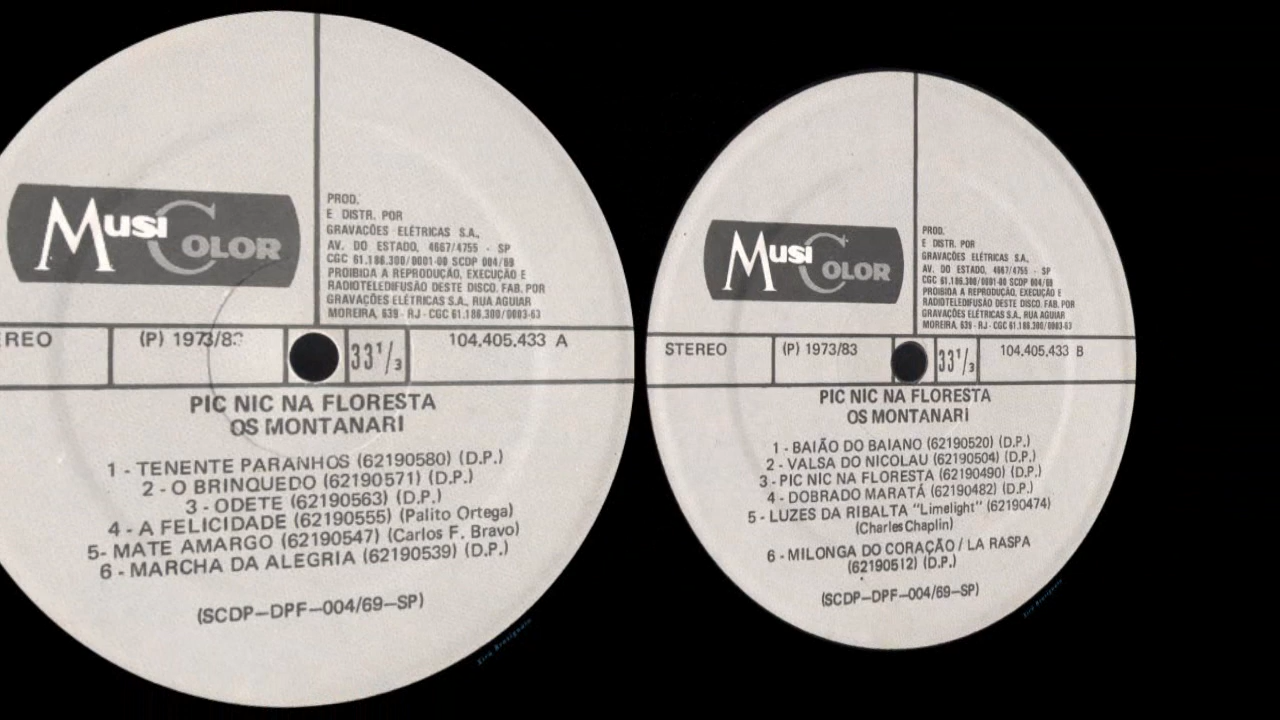 MUSICOLOR
PROD.
E DISTR. POR
GRAVAÇÕES ELÉTRICAS S.A.,
AV. DO ESTADO, 4667/4755 - SP
CGC 61.186.300/0001-00 SCDP 004/69
PROIBIDA A REPRODUÇÃO, EXECUÇÃO E
RADIOTELEDIFUSÃO DESTE DISCO. FAB. POR
GRAVAÇÕES ELÉTRICAS S.A., RUA AGUIAR
MOREIRA, 639 - RJ - CGC 61.186.300/0003-63
EREO (P) 1973/83 33 1/3 104.405.433 A
PIC NIC NA FLORESTA
OS MONTANARI
1 - TENENTE PARANHOS (62190580) (D.P.)
2 - O BRINQUEDO (62190571) (D.P.)
3 - ODETE (62190563) (D.P.)
4 - A FELICIDADE (62190555) (Palito Ortega)
5- MATE AMARGO (62190547) (Carlos F. Bravo)
6 - MARCHA DA ALEGRIA (62190539) (D.P.)
(SCDP-DPF-004/69-SP)
MUSICOLOR
PROD.
E DISTR. POR
GRAVAÇÕES ELÉTRICAS S.A.,
AV. DO ESTADO, 4667/4755 - SP
CGC 61.186.300/0001-00 SCDP 004/69
PROIBIDA A REPRODUÇÃO, EXECUÇÃO E
RADIOTELEDIFUSÃO DESTE DISCO. FAB. POR
GRAVAÇÕES ELÉTRICAS S.A., RUA AGUIAR
MOREIRA, 639 - RJ - CGC 61.186.300/0003-63
STEREO (P) 1973/83 33 1/3 104.405.433 B
PIC NIC NA FLORESTA
OS MONTANARI
1 - BAIÃO DO BAIANO (62190520) (D.P.)
2 - VALSA DO NICOLAU (62190504) (D.P.)
3 - PIC NIC NA FLORESTA (62190490) (D.P.)
4 - DOBRADO MARATÁ (62190482) (D.P.)
5 - LUZES DA RIBALTA "Limelight" (62190474)
(Charles Chaplin)
6 - MILONGA DO CORAÇÃO / LA RASPA
(62190512) (D.P.)
(SCDP-DPF-004/69-SP)